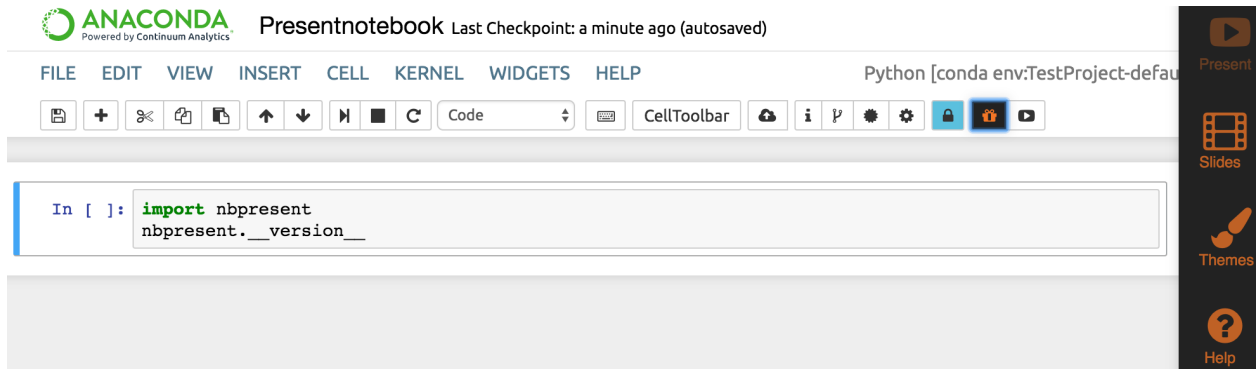 ANACONDA
Powered by Continuum Analytics
Presentnotebook Last Checkpoint: a minute ago (autosaved)
FILE EDIT VIEW INSERT CELL KERNEL WIDGETS HELP
Python [conda env:TestProject-defau
Code
CellToolbar
In [ ]: import nbpresent
nbpresent.__version__
Present
Slides
Themes
Help